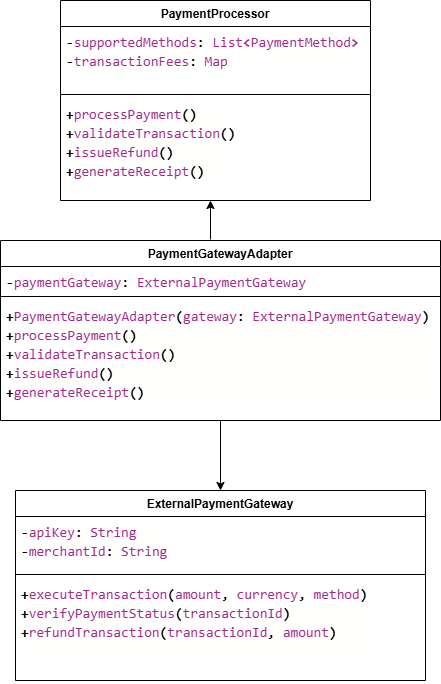 PaymentProcessor
-supportedMethods: List<PaymentMethod>
-transactionFees: Map
+processPayment()
+validateTransaction()
+issueRefund()
+generateReceipt()
PaymentGatewayAdapter
-paymentGateway: ExternalPaymentGateway
+PaymentGatewayAdapter(gateway: ExternalPaymentGateway)
+processPayment()
+validateTransaction()
+issueRefund()
+generateReceipt()
ExternalPaymentGateway
-apiKey: String
-merchantId: String
+executeTransaction(amount, currency, method)
+verifyPaymentStatus(transactionId)
+refundTransaction(transactionId, amount)